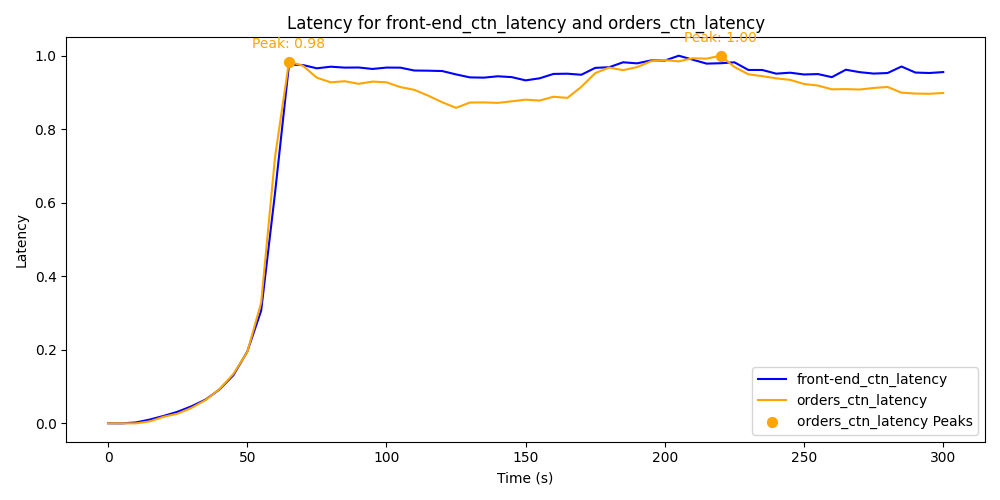 Latency for front-end_ctn_latency and orders_ctn_latency
Peak: 0.98
Peak: 1.00
1.0
0.8
0.6
0.4
0.2
0.0
Latency
0
50
100
150
200
250
300
Time (s)
front-end_ctn_latency
orders_ctn_latency
orders_ctn_latency Peaks